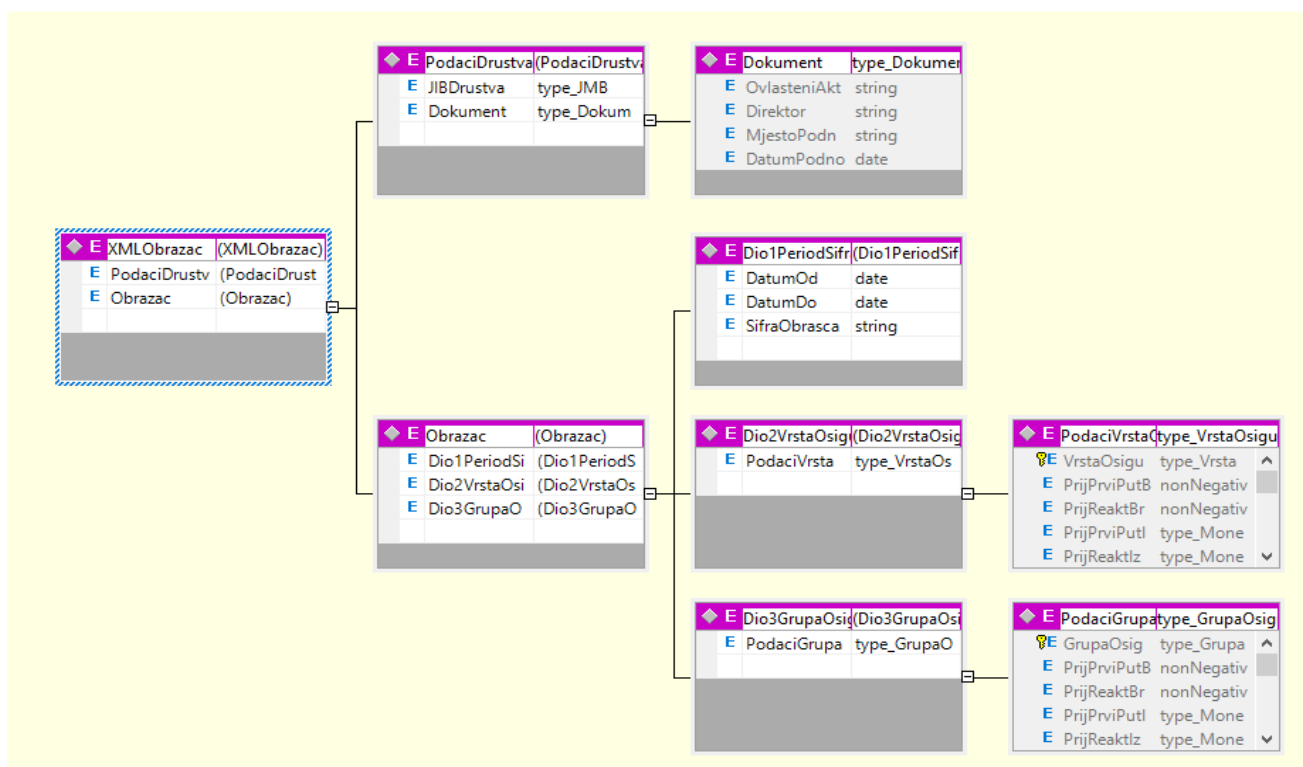 E PodaciDrustva (PodaciDrustva
E JIBDrustva type_JMB
E Dokument type_Dokum
E Dokument type_Dokumen
E OvlasteniAkt string
E Direktor string
E MjestoPodn string
E DatumPodno date
E XMLObrazac (XMLObrazac)
E PodaciDrustv (PodaciDrust
E Obrazac (Obrazac)
E Dio1PeriodSifr (Dio1PeriodSif
E DatumOd date
E DatumDo date
E SifraObrasca string
E Obrazac (Obrazac)
E Dio1PeriodSi (Dio1PeriodS
E Dio2VrstaOsi (Dio2VrstaOs
E Dio3GrupaO (Dio3GrupaO
E Dio2VrstaOsig (Dio2VrstaOsig
E PodaciVrsta type_VrstaOs
E PodaciVrstaO type_VrstaOsigu
E VrstaOsigu type_Vrsta
E PrijPrviPutB nonNegativ
E PrijReaktBr nonNegativ
E PrijPrviPutI type_Mone
E PrijReaktIz type_Mone
E Dio3GrupaOsig (Dio3GrupaOsi
E PodaciGrupa type_GrupaO
E PodaciGrupa type_GrupaOsig
E GrupaOsig type_Grupa
E PrijPrviPutB nonNegativ
E PrijReaktBr nonNegativ
E PrijPrviPutI type_Mone
E PrijReaktIz type_Mone